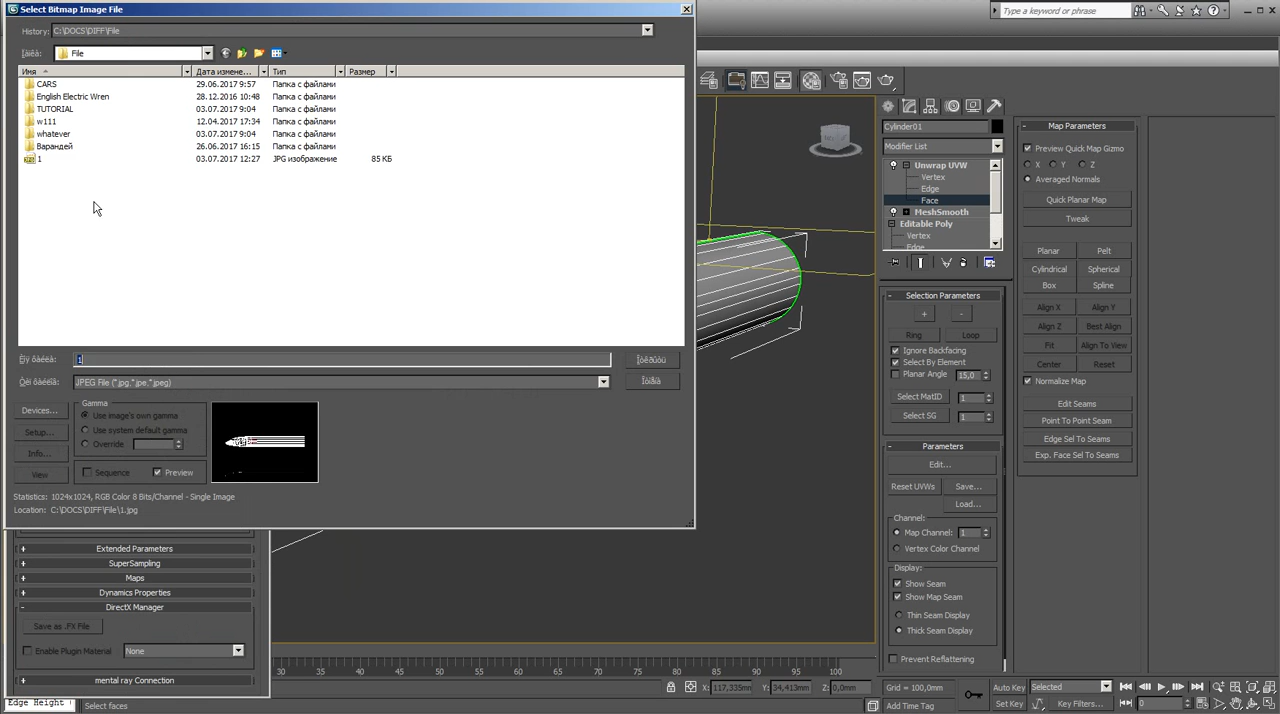 Select Bitmap Image File
Type a keyword or phrase
History: C:\DOCS\DIFF\File
Ïàïêà: File
Имя Дата измене... Тип Размер
CARS 29.06.2017 9:57 Папка с файлами
English Electric Wren 28.12.2016 10:48 Папка с файлами
TUTORIAL 03.07.2017 9:04 Папка с файлами
w111 12.04.2017 17:34 Папка с файлами
whatever 03.07.2017 9:04 Папка с файлами
Варандей 26.06.2017 16:15 Папка с файлами
1 03.07.2017 12:27 JPG изображение 85 КБ
1
JPEG File (*.jpg,*.jpe,*.jpeg)
Devices...
Setup...
Info...
View
Gamma
Use image's own gamma
Use system default gamma
Override
Sequence
Preview
Statistics: 1024x1024, RGB Color 8 Bits/Channel - Single Image
Location: C:\DOCS\DIFF\File\1.jpg
+ Extended Parameters
+ SuperSampling
+ Maps
+ Dynamics Properties
- DirectX Manager
Save as .FX File
Enable Plugin Material None
+ mental ray Connection
Edge Height
Select faces
30 35 40 45 50 55 60 65 70 75 80 85 90 95 100
X: 117,335mm Y: 34,413mm Z: 0,0mm
Grid = 100,0mm
Add Time Tag
Auto Key Selected
Set Key Key Filters... 0
Cylinder01
Modifier List
Unwrap UVW
Vertex
Edge
Face
MeshSmooth
Editable Poly
Vertex
Edge
- Selection Parameters
+ -
Ring Loop
Ignore Backfacing
Select By Element
Planar Angle 15,0
Select MatID 1
Select SG 1
- Parameters
Edit...
Reset UVWs Save...
Load...
Channel:
Map Channel: 1
Vertex Color Channel
Display:
Show Seam
Show Map Seam
Thin Seam Display
Thick Seam Display
Prevent Reflattening
- Map Parameters
Preview Quick Map Gizmo
X Y Z
Averaged Normals
Quick Planar Map
Tweak
Planar Pelt
Cylindrical Spherical
Box Spline
Align X Align Y
Align Z Best Align
Fit Align To View
Center Reset
Normalize Map
Edit Seams
Point To Point Seam
Edge Sel To Seams
Exp. Face Sel To Seams